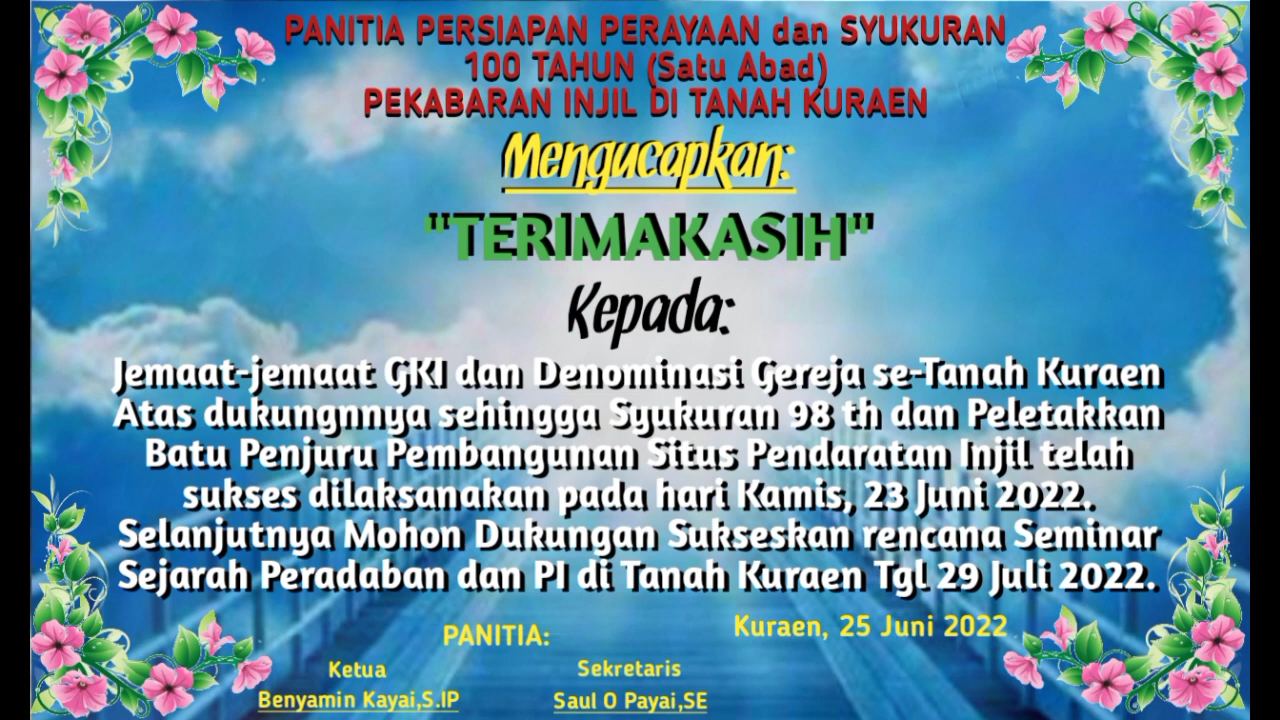 PANITIA PERSIAPAN PERAYAAN dan SYUKURAN
100 TAHUN (Satu Abad)
PEKABARAN INJIL DI TANAH KURAEN
Mengucapkan:
"TERIMAKASIH"
Kepada:
Jemaat-jemaat GKI dan Denominasi Gereja se-Tanah Kuraen
Atas dukungnnya sehingga Syukuran 98 th dan Peletakkan
Batu Penjuru Pembangunan Situs Pendaratan Injil telah
sukses dilaksanakan pada hari Kamis, 23 Juni 2022.
Selanjutnya Mohon Dukungan Sukseskan rencana Seminar
Sejarah Peradaban dan PI di Tanah Kuraen Tgl 29 Juli 2022.
Kuraen, 25 Juni 2022
PANITIA:
Ketua
Benyamin Kayai,S.IP
Sekretaris
Saul O Payai,SE